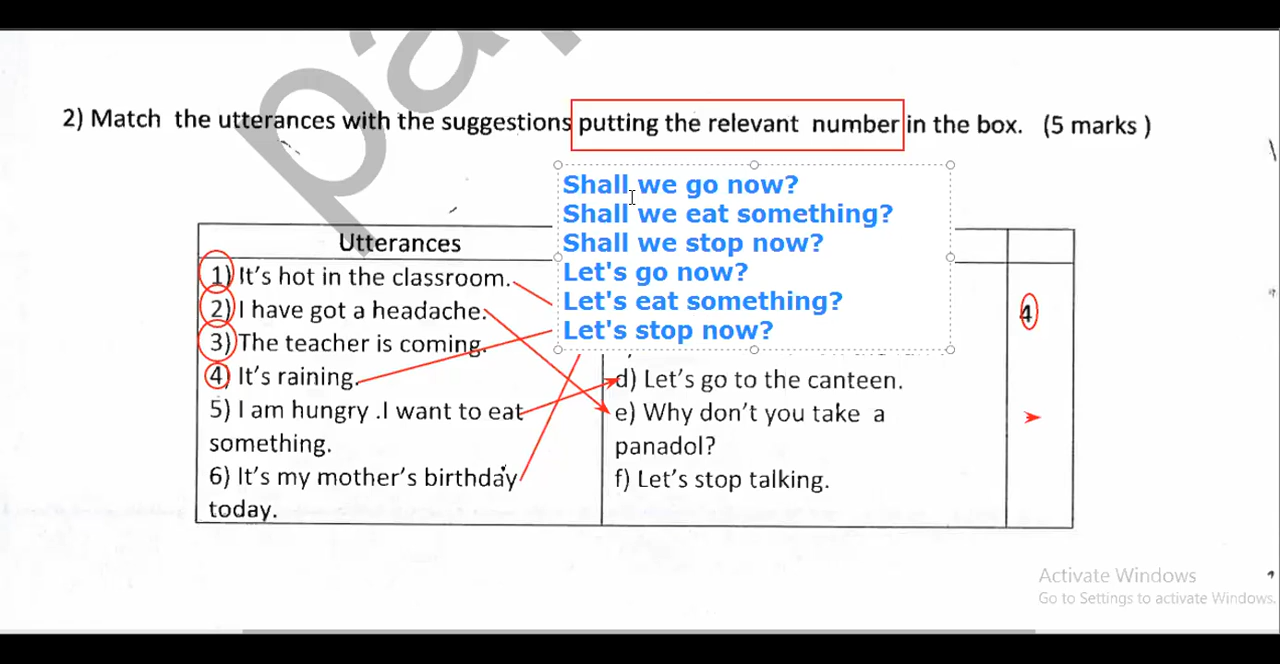 2) Match the utterances with the suggestions putting the relevant number in the box. (5 marks )
Shall we go now?
Shall we eat something?
Shall we stop now?
Let's go now?
Let's eat something?
Let's stop now?
Utterances
1) It's hot in the classroom.
2) I have got a headache.
3) The teacher is coming.
4) It's raining.
5) I am hungry .I want to eat
something.
6) It's my mother's birthday
today.
4
d) Let's go to the canteen.
e) Why don't you take a
panadol?
f) Let's stop talking.
Activate Windows
Go to Settings to activate Windows.